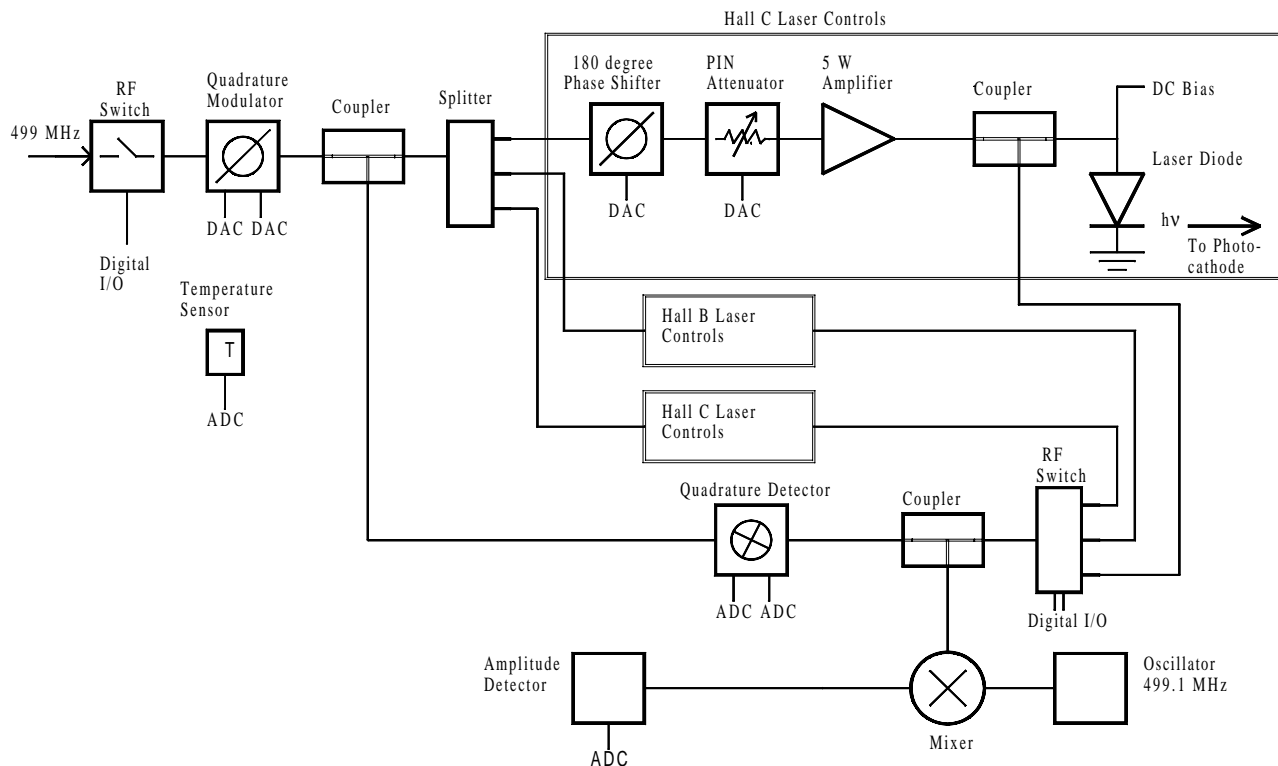 Hall C Laser Controls
RF
Switch
Quadrature
Modulator
Coupler
Splitter
180 degree
Phase Shifter
PIN
Attenuator
5 W
Amplifier
Coupler
DC Bias
499 MHz
Laser Diode
DAC DAC
DAC
DAC
hν
To Photo-
cathode
Digital
I/O
Temperature
Sensor
T
ADC
Hall B Laser
Controls
Hall C Laser
Controls
RF
Switch
Quadrature Detector
Coupler
ADC ADC
Digital I/O
Amplitude
Detector
Oscillator
499.1 MHz
Mixer
ADC